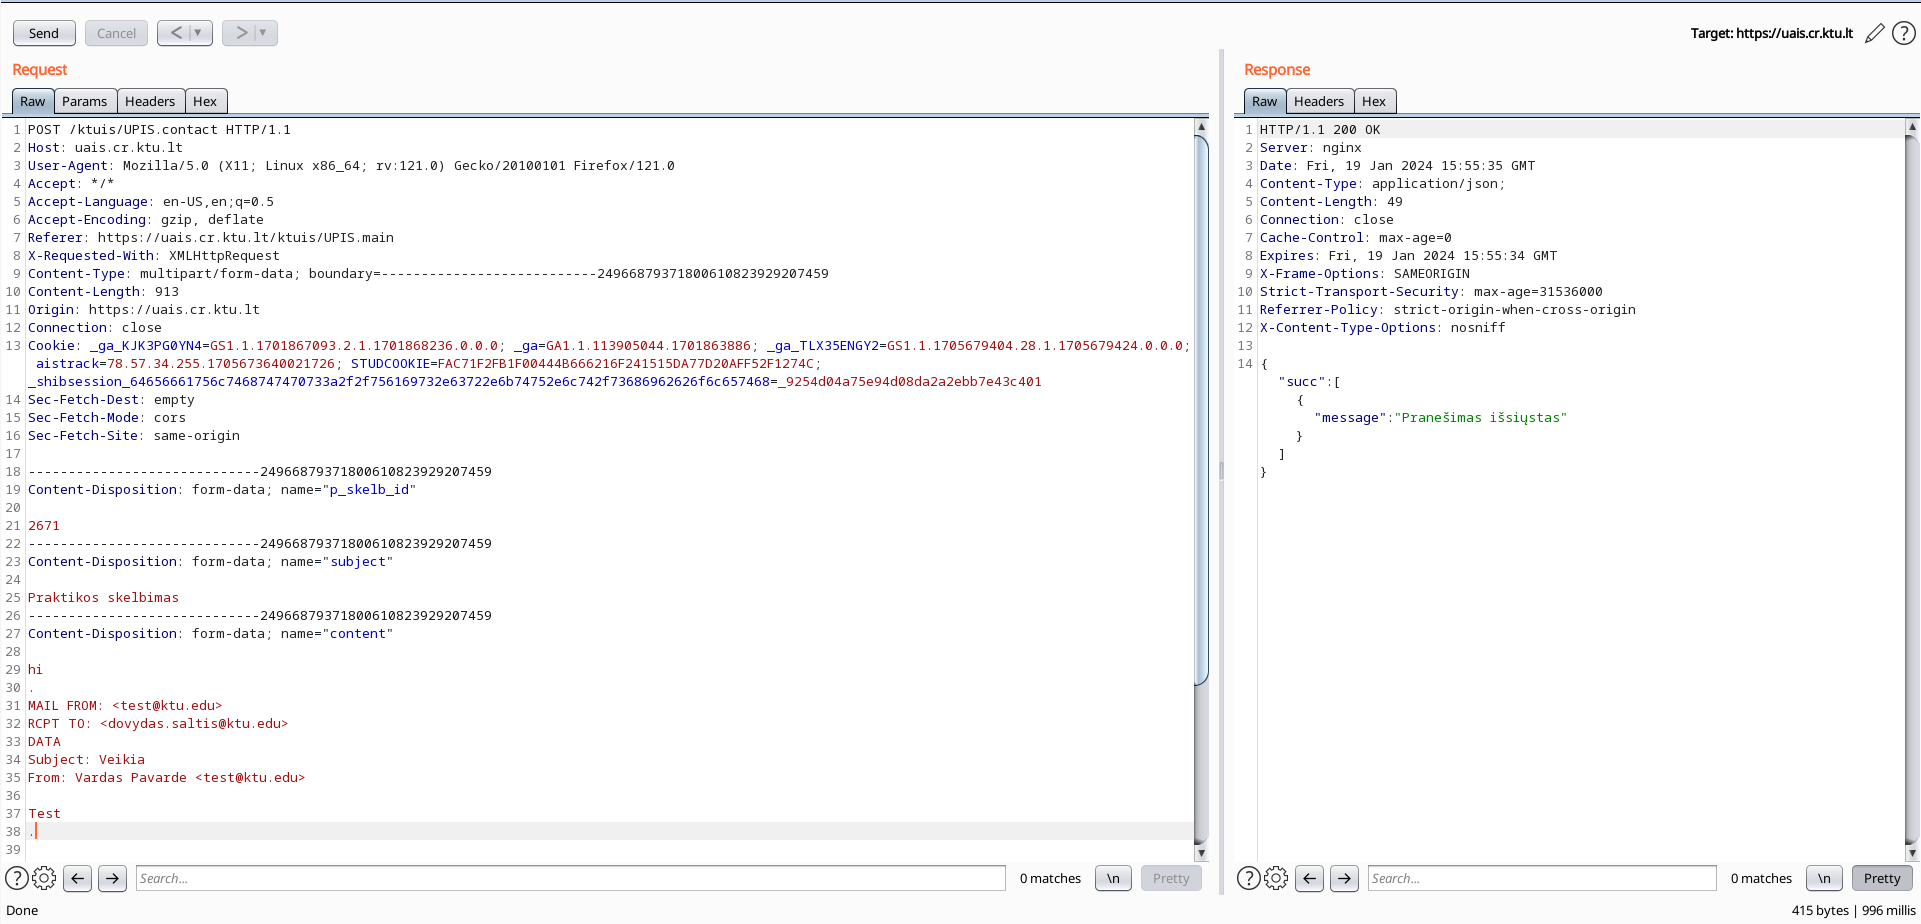 Send
Cancel
<
>
Target: https://uais.cr.ktu.lt
?
Request
Raw
Params
Headers
Hex
1 POST /ktuis/UPIS.contact HTTP/1.1
2 Host: uais.cr.ktu.lt
3 User-Agent: Mozilla/5.0 (X11; Linux x86_64; rv:121.0) Gecko/20100101 Firefox/121.0
4 Accept: */*
5 Accept-Language: en-US,en;q=0.5
6 Accept-Encoding: gzip, deflate
7 Referer: https://uais.cr.ktu.lt/ktuis/UPIS.main
8 X-Requested-With: XMLHttpRequest
9 Content-Type: multipart/form-data; boundary=---------------------------249668793718006108239292​07459
10 Content-Length: 913
11 Origin: https://uais.cr.ktu.lt
12 Connection: close
13 Cookie: _ga_KJK3PG0YN4=GS1.1.1701867093.2.1.1701868236.0.0.0; _ga=GA1.1.113905044.1701863886; _ga_TLX35ENGY2=GS1.1.1705679404.28.1.1705679424.0.0.0;
aistrack=78.57.34.255.1705673640021726; STUDCOOKIE=FAC71F2FB1F00444B666216F241515DA77D20AFF52F1274C;
_shibsession_64656661756c7468747470733a2f2f756169732e63722e6b74752e6c742f73686962626f6c657468=_9254d04a75e94d08da2a2ebb7e43c401
14 Sec-Fetch-Dest: empty
15 Sec-Fetch-Mode: cors
16 Sec-Fetch-Site: same-origin
17
18 -----------------------------24966879371800610823929207459
19 Content-Disposition: form-data; name="p_skelb_id"
20
21 2671
22 -----------------------------24966879371800610823929207459
23 Content-Disposition: form-data; name="subject"
24
25 Praktikos skelbimas
26 -----------------------------24966879371800610823929207459
27 Content-Disposition: form-data; name="content"
28
29 hi
30 .
31 MAIL FROM: <test@ktu.edu>
32 RCPT TO: <dovydas.saltis@ktu.edu>
33 DATA
34 Subject: Veikia
35 From: Vardas Pavarde <test@ktu.edu>
36
37 Test
38 .
39
? Search... 0 matches \n Pretty
Response
Raw
Headers
Hex
1 HTTP/1.1 200 OK
2 Server: nginx
3 Date: Fri, 19 Jan 2024 15:55:35 GMT
4 Content-Type: application/json;
5 Content-Length: 49
6 Connection: close
7 Cache-Control: max-age=0
8 Expires: Fri, 19 Jan 2024 15:55:34 GMT
9 X-Frame-Options: SAMEORIGIN
10 Strict-Transport-Security: max-age=31536000
11 Referrer-Policy: strict-origin-when-cross-origin
12 X-Content-Type-Options: nosniff
13
14 {
"succ":[
{
"message":"Pranešimas išsiųstas"
}
]
}
? Search... 0 matches \n Pretty
Done
415 bytes | 996 millis